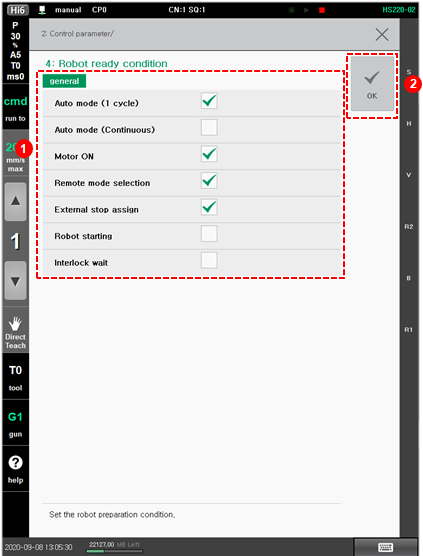 Hi6 manual CP0 CN:1 SQ:1 HS220-02
P
30
%
A5
T0
ms0
cmd
run to
mm/s
max
1
Direct
Teach
T0
tool
G1
gun
help
2: Control parameter/
4: Robot ready condition
general
Auto mode (1 cycle)
Auto mode (Continuous)
Motor ON
Remote mode selection
External stop assign
Robot starting
Interlock wait
1
OK
2
S
H
V
R2
B
R1
Set the robot preparation condition.
2020-09-08 13:05:30 22127.00 MB Left